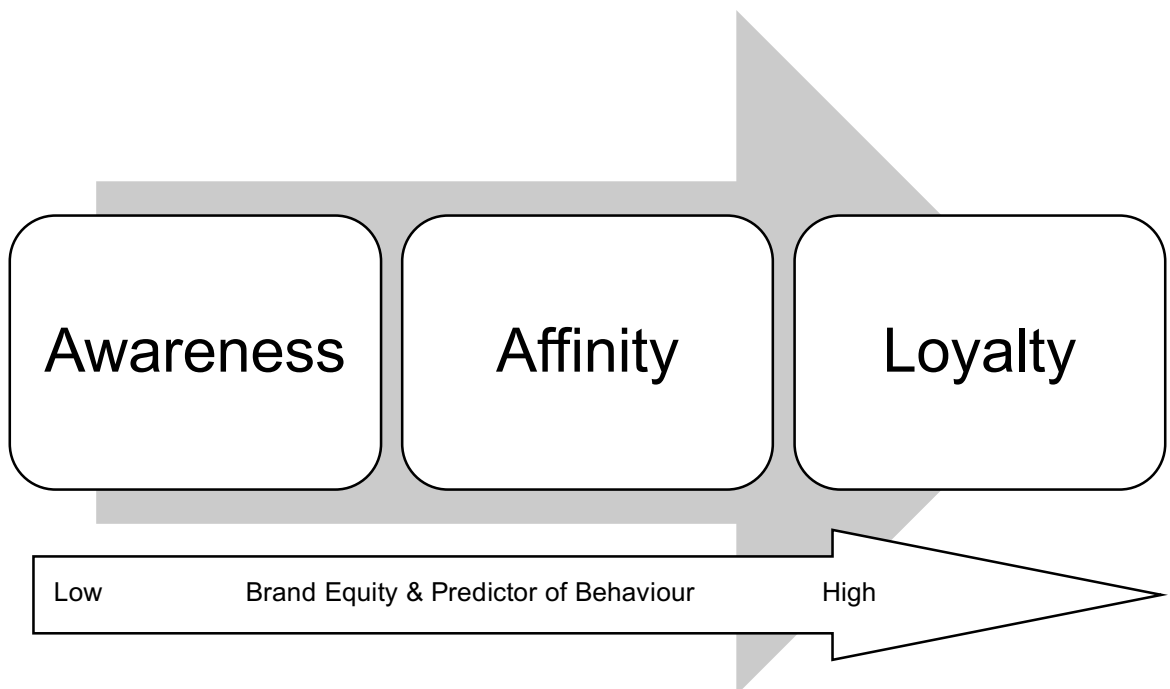 Awareness Affinity Loyalty
Low Brand Equity & Predictor of Behaviour High